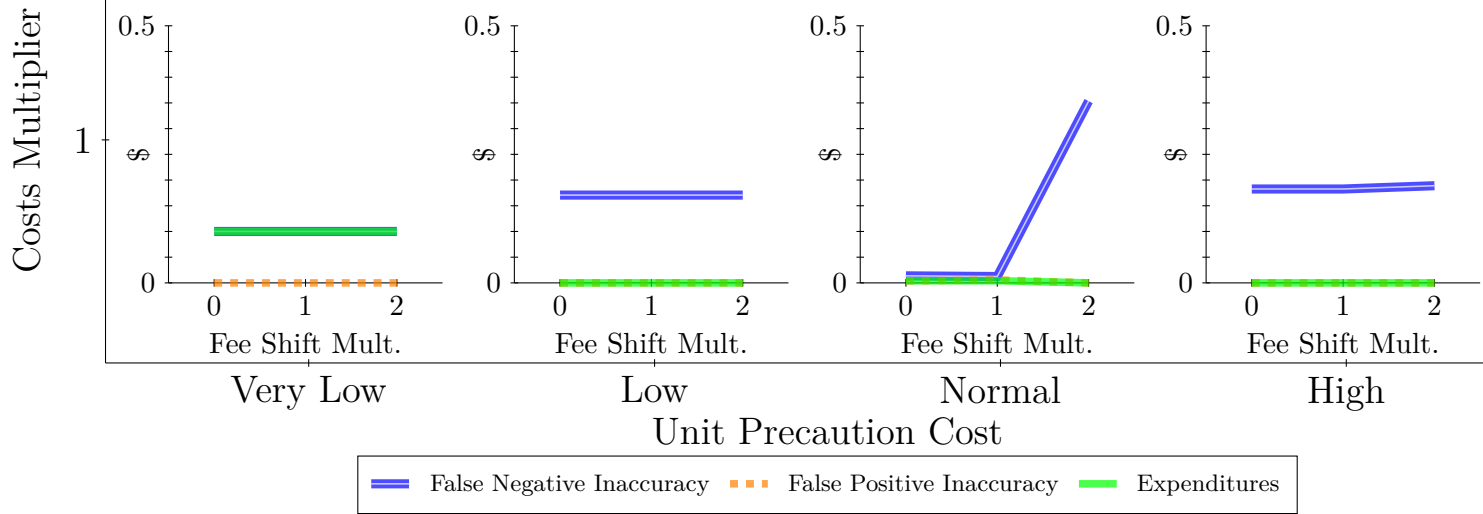 Costs Multiplier
1
0.5
$
0
0 1 2
Fee Shift Mult.
0.5
$
0
0 1 2
Fee Shift Mult.
0.5
$
0
0 1 2
Fee Shift Mult.
0.5
$
0
0 1 2
Fee Shift Mult.
Very Low
Low
Normal
High
Unit Precaution Cost
False Negative Inaccuracy
False Positive Inaccuracy
Expenditures